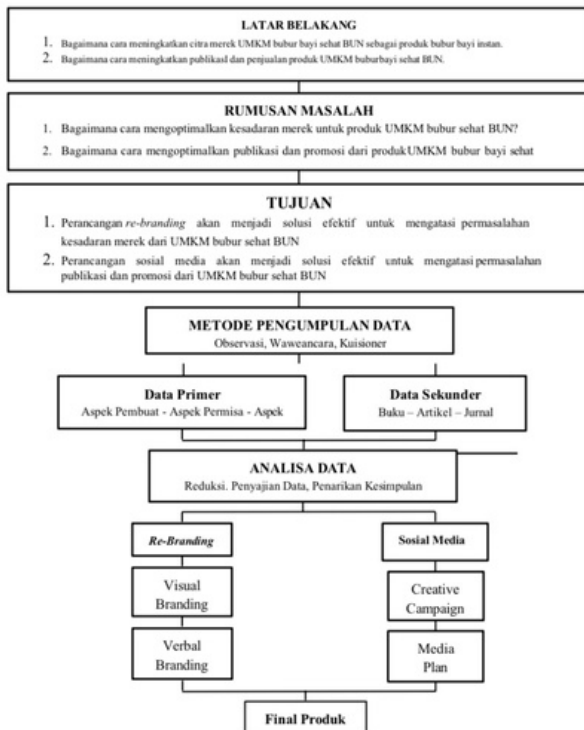 LATAR BELAKANG
1. Bagaimana cara meningkatkan citra merek UMKM bubur bayi sehat BUN sebagai produk bubur bayi instan.
2. Bagaimana cara meningkatkan publikasI dan penjualan produk UMKM buburbayi sehat BUN.
RUMUSAN MASALAH
1. Bagaimana cara mengoptimalkan kesadaran merek untuk produk UMKM bubur sehat BUN?
2. Bagaimana cara mengoptimalkan publikasi dan promosi dari produkUMKM bubur bayi sehat
TUJUAN
1. Perancangan re-branding akan menjadi solusi efektif untuk mengatasi permasalahan
kesadaran merek dari UMKM bubur sehat BUN
2. Perancangan sosial media akan menjadi solusi efektif untuk mengatasi permasalahan
publikasi dan promosi dari UMKM bubur sehat BUN
METODE PENGUMPULAN DATA
Observasi, Waweancara, Kuisioner
Data Primer
Aspek Pembuat - Aspek Permisa - Aspek
Data Sekunder
Buku – Artikel – Jurnal
ANALISA DATA
Reduksi. Penyajian Data, Penarikan Kesimpulan
Re-Branding
Sosial Media
Visual
Branding
Creative
Campaign
Verbal
Branding
Media
Plan
Final Produk